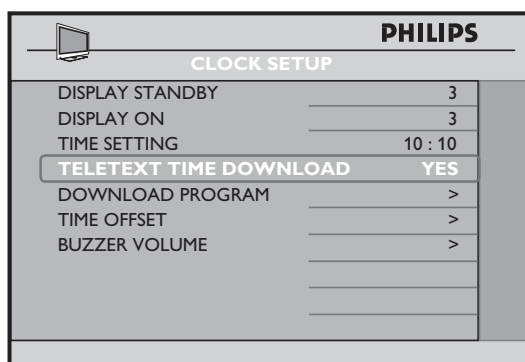 PHILIPS
CLOCK SETUP
DISPLAY STANDBY 3
DISPLAY ON 3
TIME SETTING 10 : 10
TELETEXT TIME DOWNLOAD YES
DOWNLOAD PROGRAM >
TIME OFFSET >
BUZZER VOLUME >